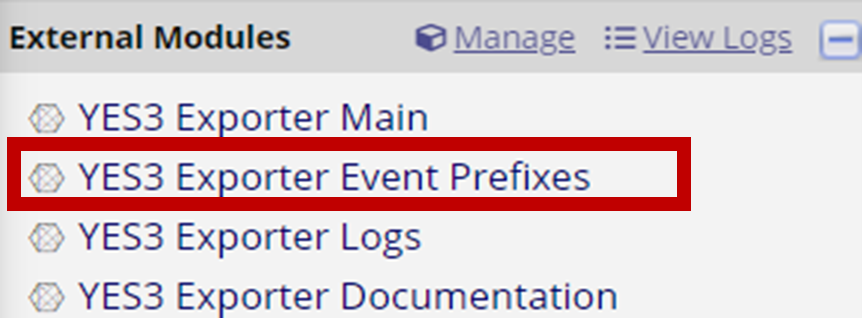 External Modules Manage View Logs
YES3 Exporter Main
YES3 Exporter Event Prefixes
YES3 Exporter Logs
YES3 Exporter Documentation